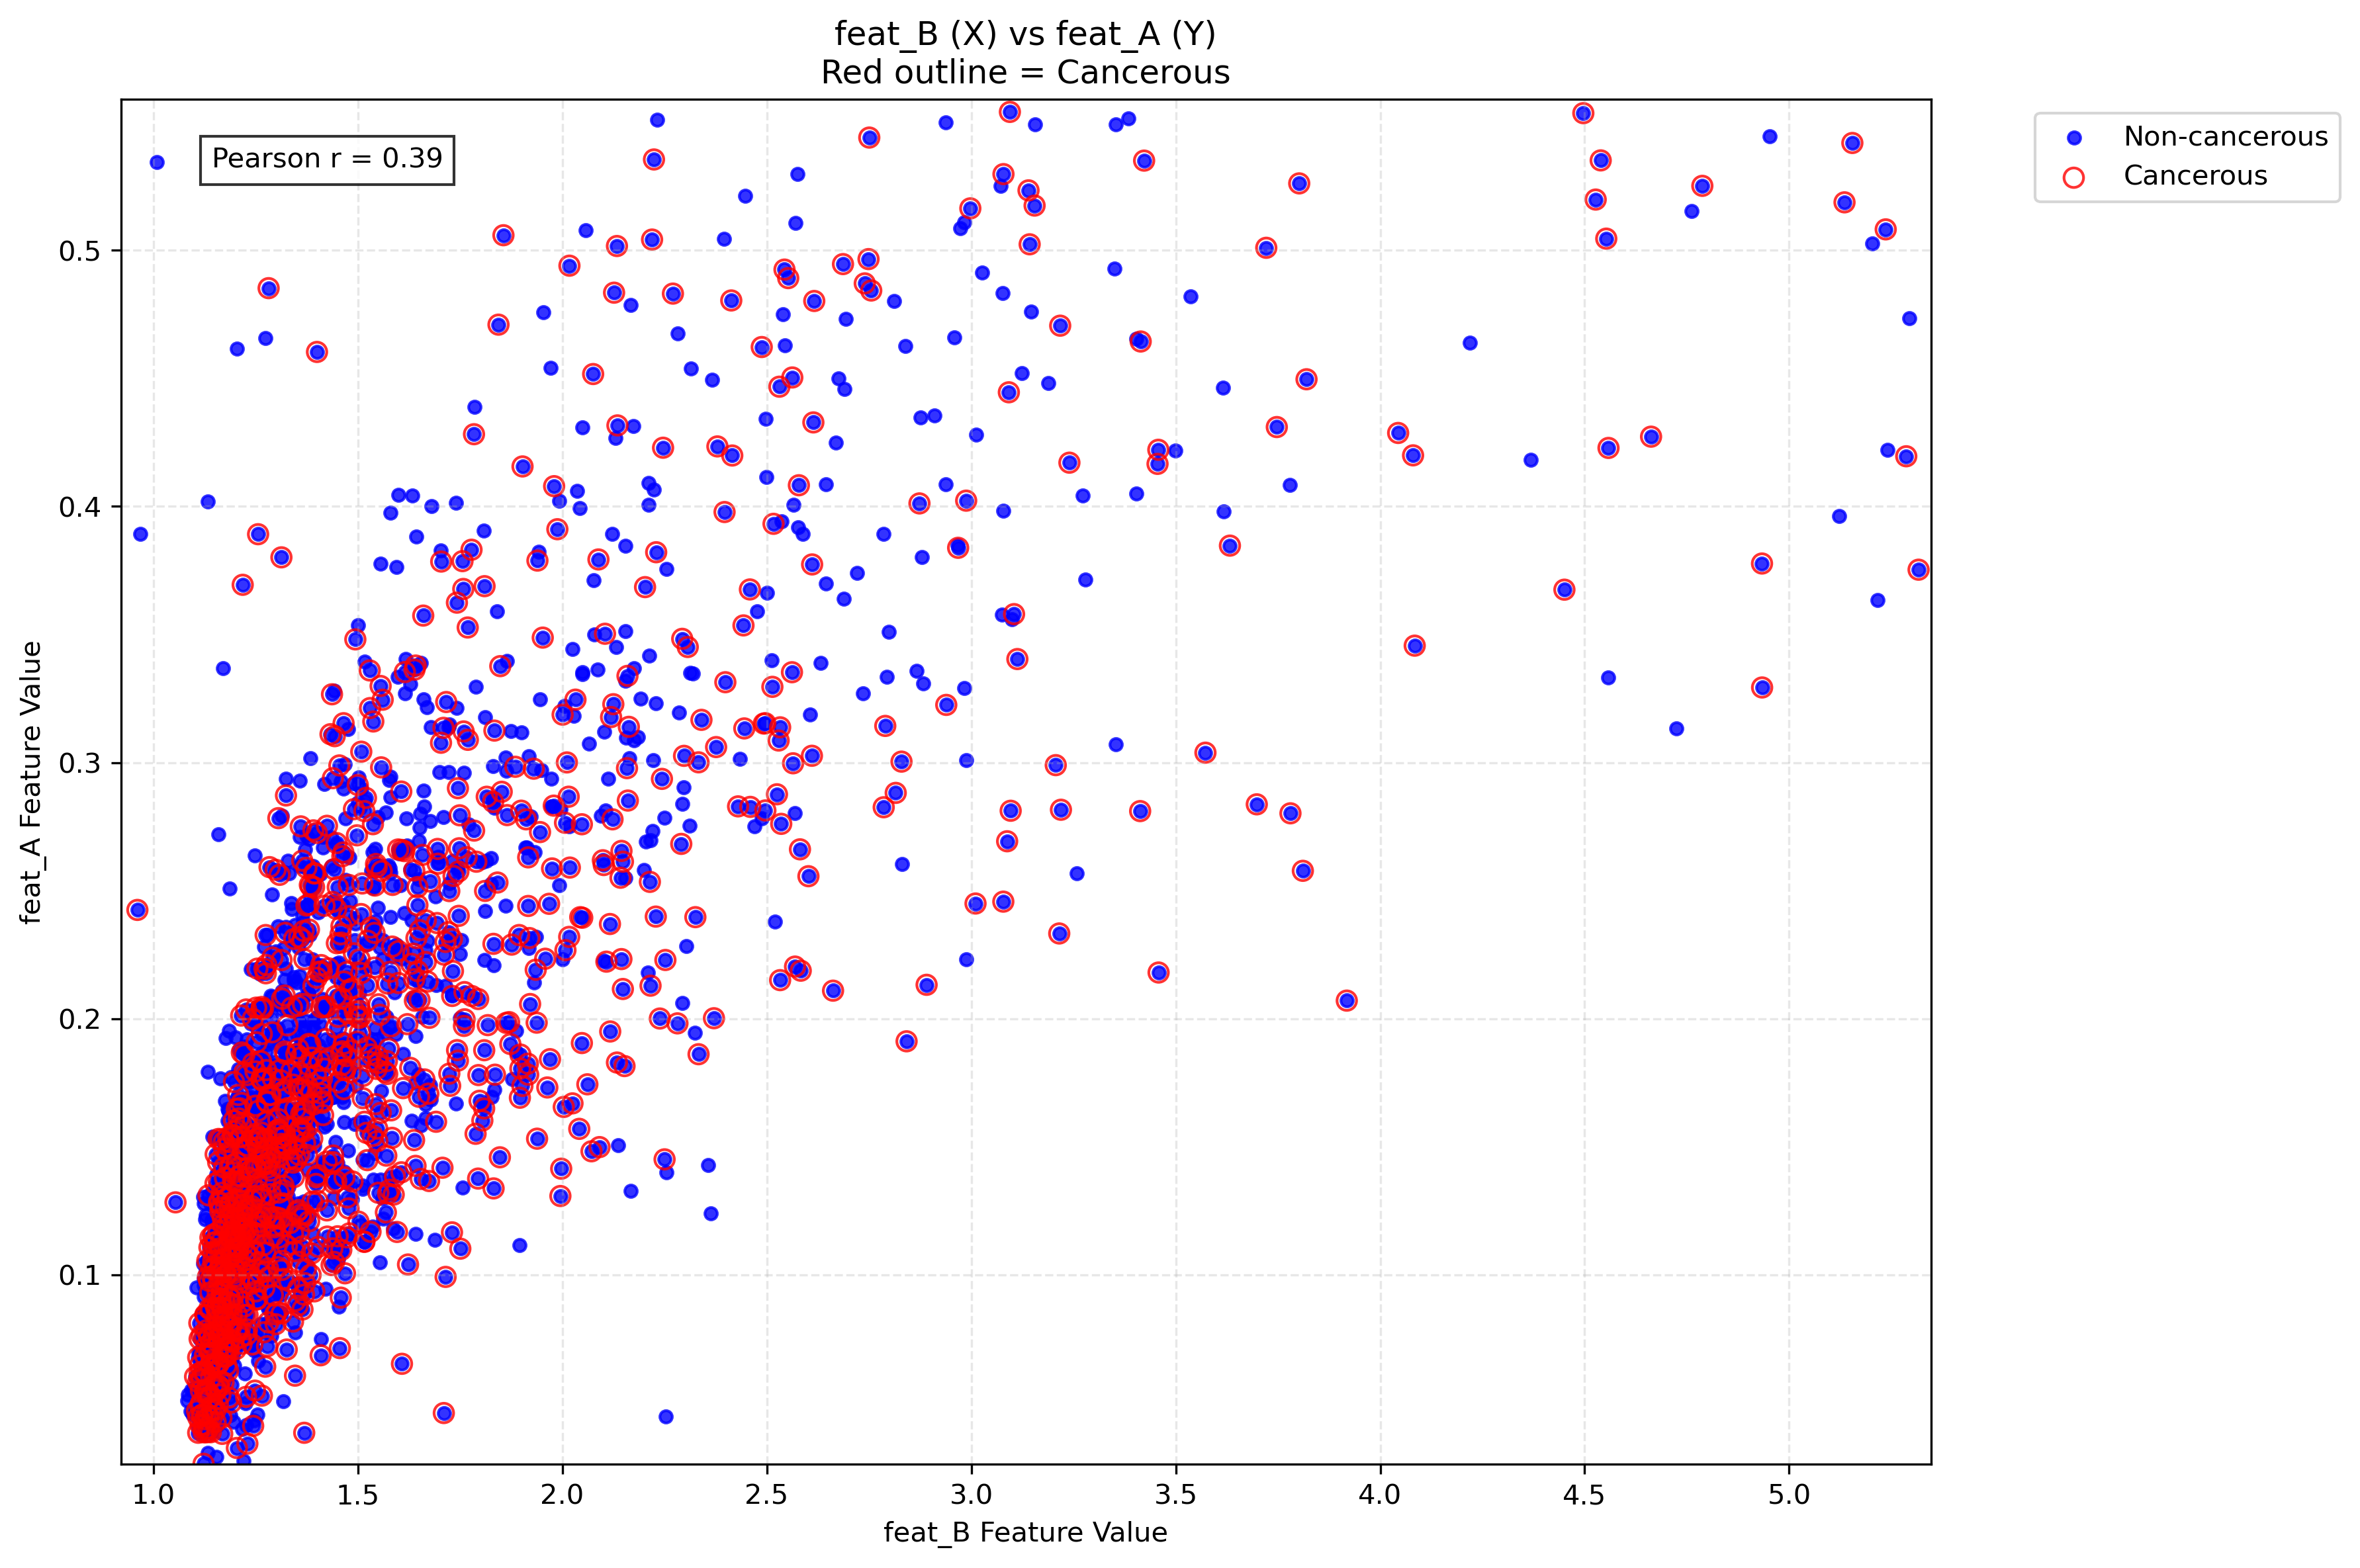 feat_B (X) vs feat_A (Y)
Red outline = Cancerous
Pearson r = 0.39
Non-cancerous
Cancerous
feat_A Feature Value
0.5
0.4
0.3
0.2
0.1
1.0 1.5 2.0 2.5 3.0 3.5 4.0 4.5 5.0
feat_B Feature Value